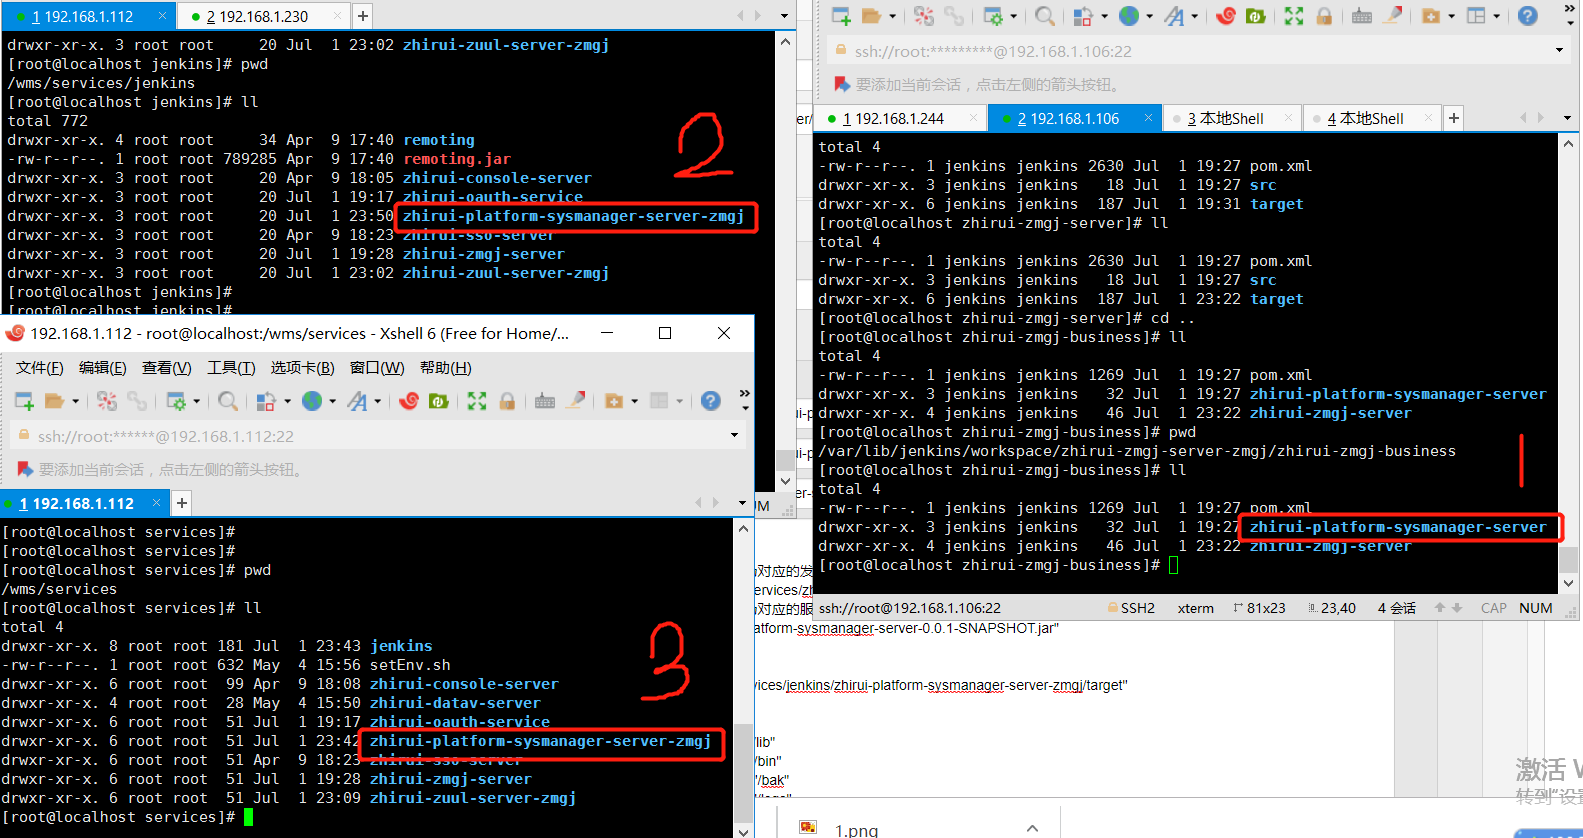 1 192.168.1.112
2 192.168.1.230
drwxr-xr-x. 3 root root     20 Jul  1 23:02 zhirui-zuul-server-zmgj
[root@localhost jenkins]# pwd
/wms/services/jenkins
[root@localhost jenkins]# ll
total 772
drwxr-xr-x. 4 root root     34 Apr  9 17:40 remoting
-rw-r--r--. 1 root root 789285 Apr  9 17:40 remoting.jar
drwxr-xr-x. 3 root root     20 Apr  9 18:05 zhirui-console-server
drwxr-xr-x. 3 root root     20 Jul  1 19:17 zhirui-oauth-service
drwxr-xr-x. 3 root root     20 Jul  1 23:50 zhirui-platform-sysmanager-server-zmgj
drwxr-xr-x. 3 root root     20 Apr  9 18:23 zhirui-sso-server
drwxr-xr-x. 3 root root     20 Jul  1 19:28 zhirui-zmgj-server
drwxr-xr-x. 3 root root     20 Jul  1 23:02 zhirui-zuul-server-zmgj
[root@localhost jenkins]#
[root@localhost jenkins]#
2
192.168.1.112 - root@localhost:/wms/services - Xshell 6 (Free for Home/...
文件(F) 编辑(E) 查看(V) 工具(T) 选项卡(B) 窗口(W) 帮助(H)
ssh://root:******@192.168.1.112:22
要添加当前会话，点击左侧的箭头按钮。
1 192.168.1.112
[root@localhost services]#
[root@localhost services]#
[root@localhost services]# pwd
/wms/services
[root@localhost services]# ll
total 4
drwxr-xr-x. 8 root root 181 Jul  1 23:43 jenkins
-rw-r--r--. 1 root root 632 May  4 15:56 setEnv.sh
drwxr-xr-x. 6 root root  99 Apr  9 18:08 zhirui-console-server
drwxr-xr-x. 4 root root  28 May  4 15:50 zhirui-datav-server
drwxr-xr-x. 6 root root  51 Jul  1 19:17 zhirui-oauth-service
drwxr-xr-x. 6 root root  51 Jul  1 23:42 zhirui-platform-sysmanager-server-zmgj
drwxr-xr-x. 6 root root  51 Apr  9 18:23 zhirui-sso-server
drwxr-xr-x. 6 root root  51 Jul  1 19:28 zhirui-zmgj-server
drwxr-xr-x. 6 root root  51 Jul  1 23:09 zhirui-zuul-server-zmgj
[root@localhost services]#
3
ssh://root:*********@192.168.1.106:22
要添加当前会话，点击左侧的箭头按钮。
1 192.168.1.244
2 192.168.1.106
3 本地Shell
4 本地Shell
total 4
-rw-r--r--. 1 jenkins jenkins 2630 Jul  1 19:27 pom.xml
drwxr-xr-x. 3 jenkins jenkins   18 Jul  1 19:27 src
drwxr-xr-x. 6 jenkins jenkins  187 Jul  1 19:31 target
[root@localhost zhirui-zmgj-server]# ll
total 4
-rw-r--r--. 1 jenkins jenkins 2630 Jul  1 19:27 pom.xml
drwxr-xr-x. 3 jenkins jenkins   18 Jul  1 19:27 src
drwxr-xr-x. 6 jenkins jenkins  187 Jul  1 23:22 target
[root@localhost zhirui-zmgj-server]# cd ..
[root@localhost zhirui-zmgj-business]# ll
total 4
-rw-r--r--. 1 jenkins jenkins 1269 Jul  1 19:27 pom.xml
drwxr-xr-x. 3 jenkins jenkins   32 Jul  1 19:27 zhirui-platform-sysmanager-server
drwxr-xr-x. 4 jenkins jenkins   46 Jul  1 23:22 zhirui-zmgj-server
[root@localhost zhirui-zmgj-business]# pwd
/var/lib/jenkins/workspace/zhirui-zmgj-server-zmgj/zhirui-zmgj-business
[root@localhost zhirui-zmgj-business]# ll
total 4
-rw-r--r--. 1 jenkins jenkins 1269 Jul  1 19:27 pom.xml
drwxr-xr-x. 3 jenkins jenkins   32 Jul  1 19:27 zhirui-platform-sysmanager-server
drwxr-xr-x. 4 jenkins jenkins   46 Jul  1 23:22 zhirui-zmgj-server
[root@localhost zhirui-zmgj-business]#
1
ssh://root@192.168.1.106:22 SSH2 xterm 81x23 23,40 4 会话 CAP NUM
对应的发
ervices/zh
对应的服
atform-sysmanager-server-0.0.1-SNAPSHOT.jar"
vices/jenkins/zhirui-platform-sysmanager-server-zmgj/target"
/lib"
/bin"
/bak"
激活 W
转到"设置
1.png